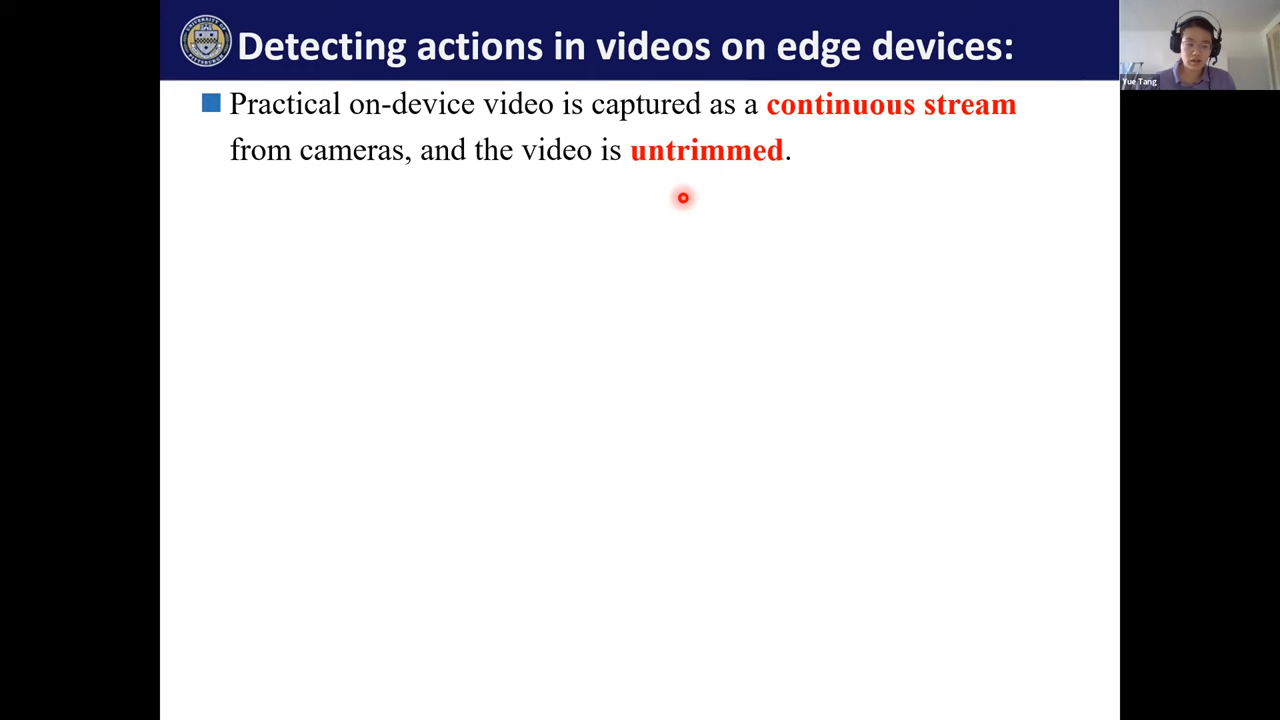 Detecting actions in videos on edge devices:
Practical on-device video is captured as a continuous stream
from cameras, and the video is untrimmed.
Yue Tang